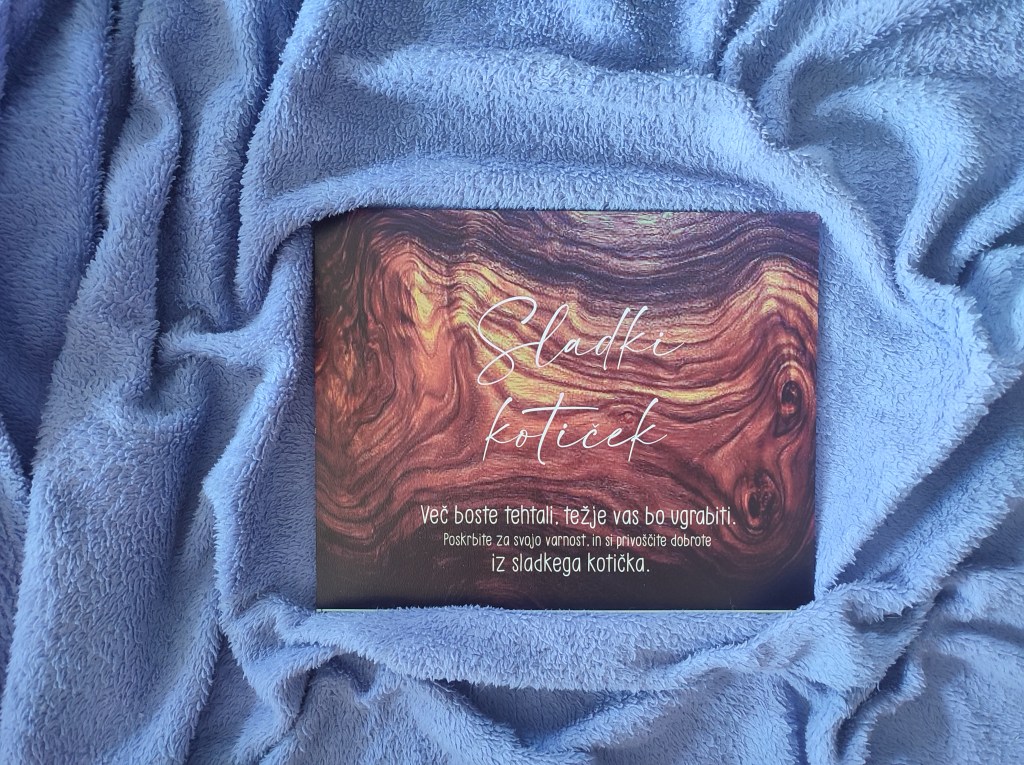 Sladki
kotiček
Več boste tehtali, težje vas bo ugrabiti.
Poskrbite za svojo varnost, in si privoščite dobrote
iz sladkega kotička.